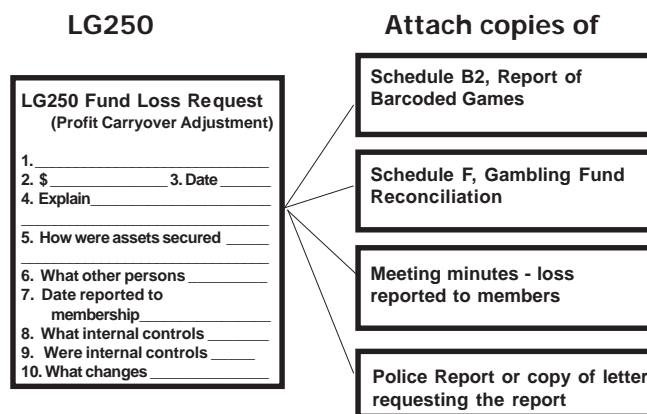 LG250
LG250 Fund Loss Request
(Profit Carryover Adjustment)
1.
2. $ 3. Date
4. Explain
5. How were assets secured
6. What other persons
7. Date reported to
membership
8. What internal controls
9. Were internal controls
10. What changes
Attach copies of
Schedule B2, Report of
Barcoded Games
Schedule F, Gambling Fund
Reconciliation
Meeting minutes - loss
reported to members
Police Report or copy of letter
requesting the report